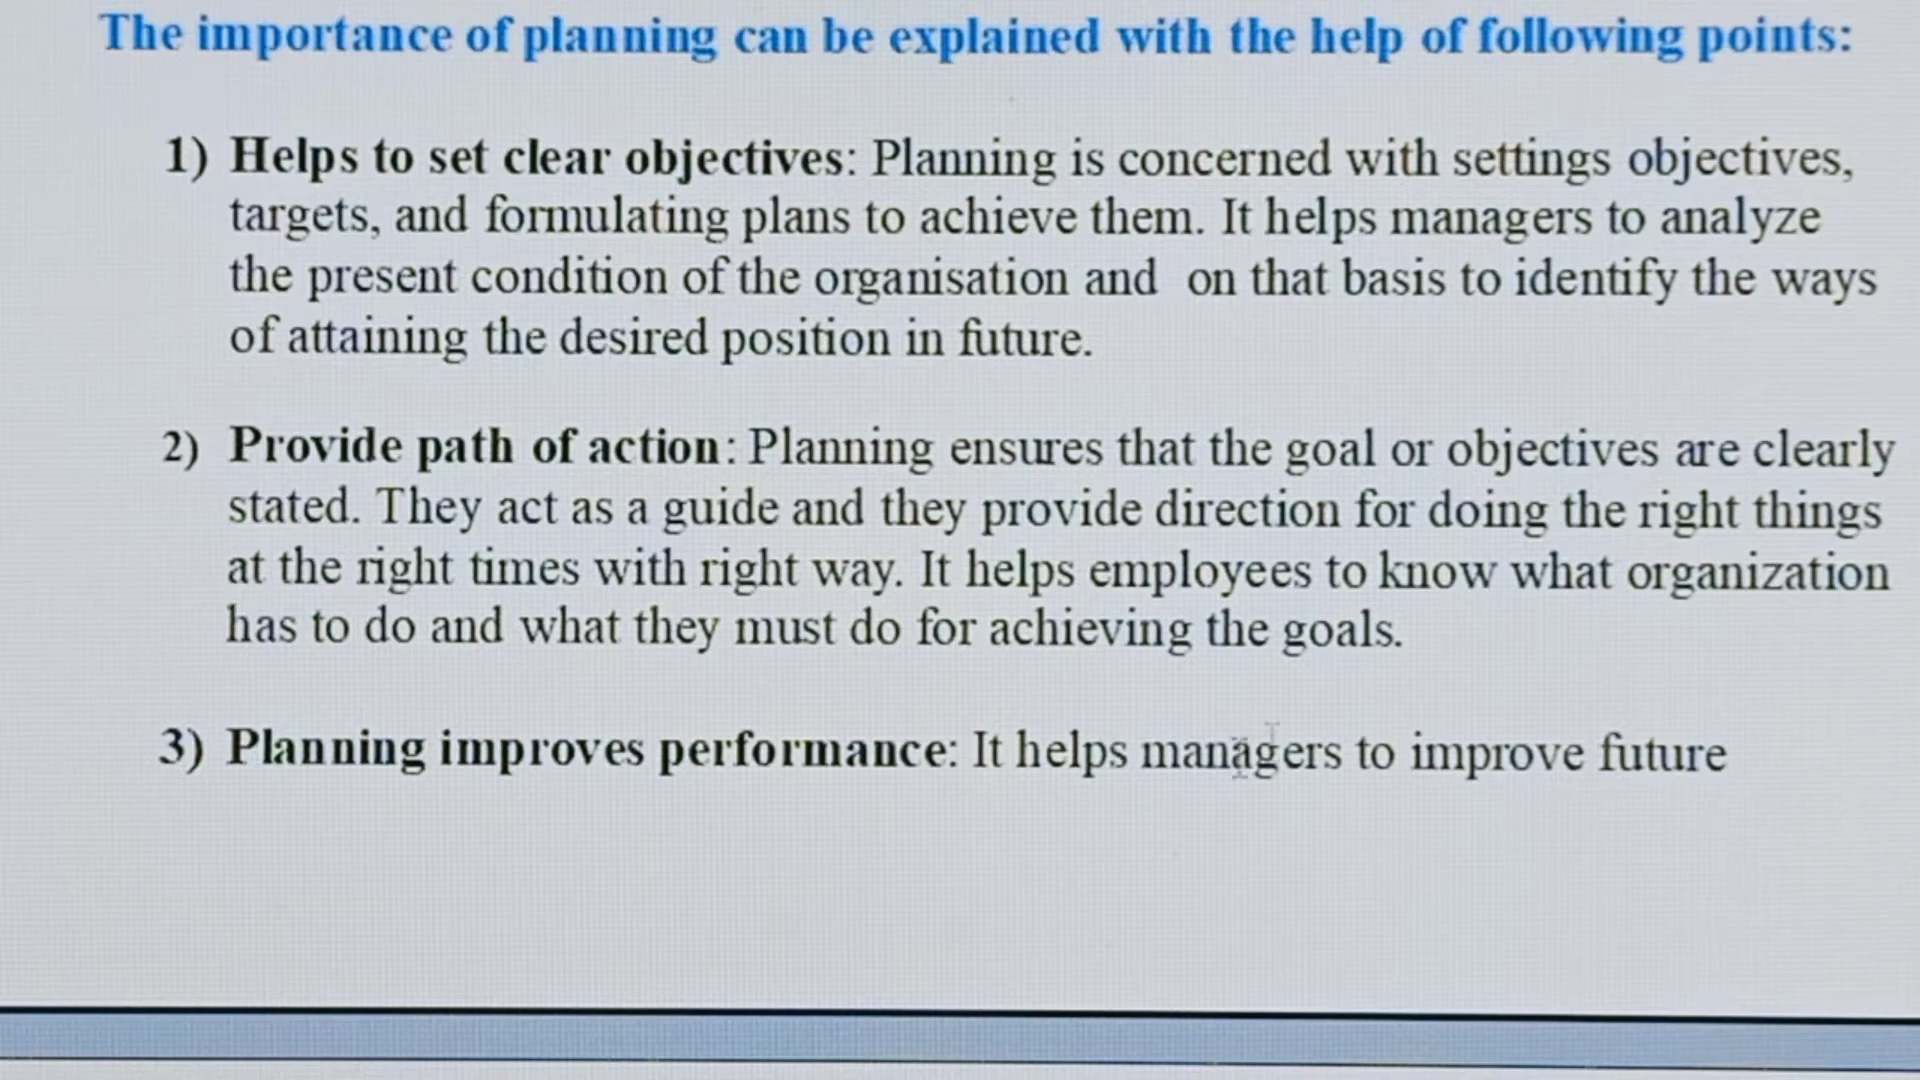 The importance of planning can be explained with the help of following points:
1) Helps to set clear objectives: Planning is concerned with settings objectives,
targets, and formulating plans to achieve them. It helps managers to analyze
the present condition of the organisation and on that basis to identify the ways
of attaining the desired position in future.
2) Provide path of action: Planning ensures that the goal or objectives are clearly
stated. They act as a guide and they provide direction for doing the right things
at the right times with right way. It helps employees to know what organization
has to do and what they must do for achieving the goals.
3) Planning improves performance: It helps managers to improve future